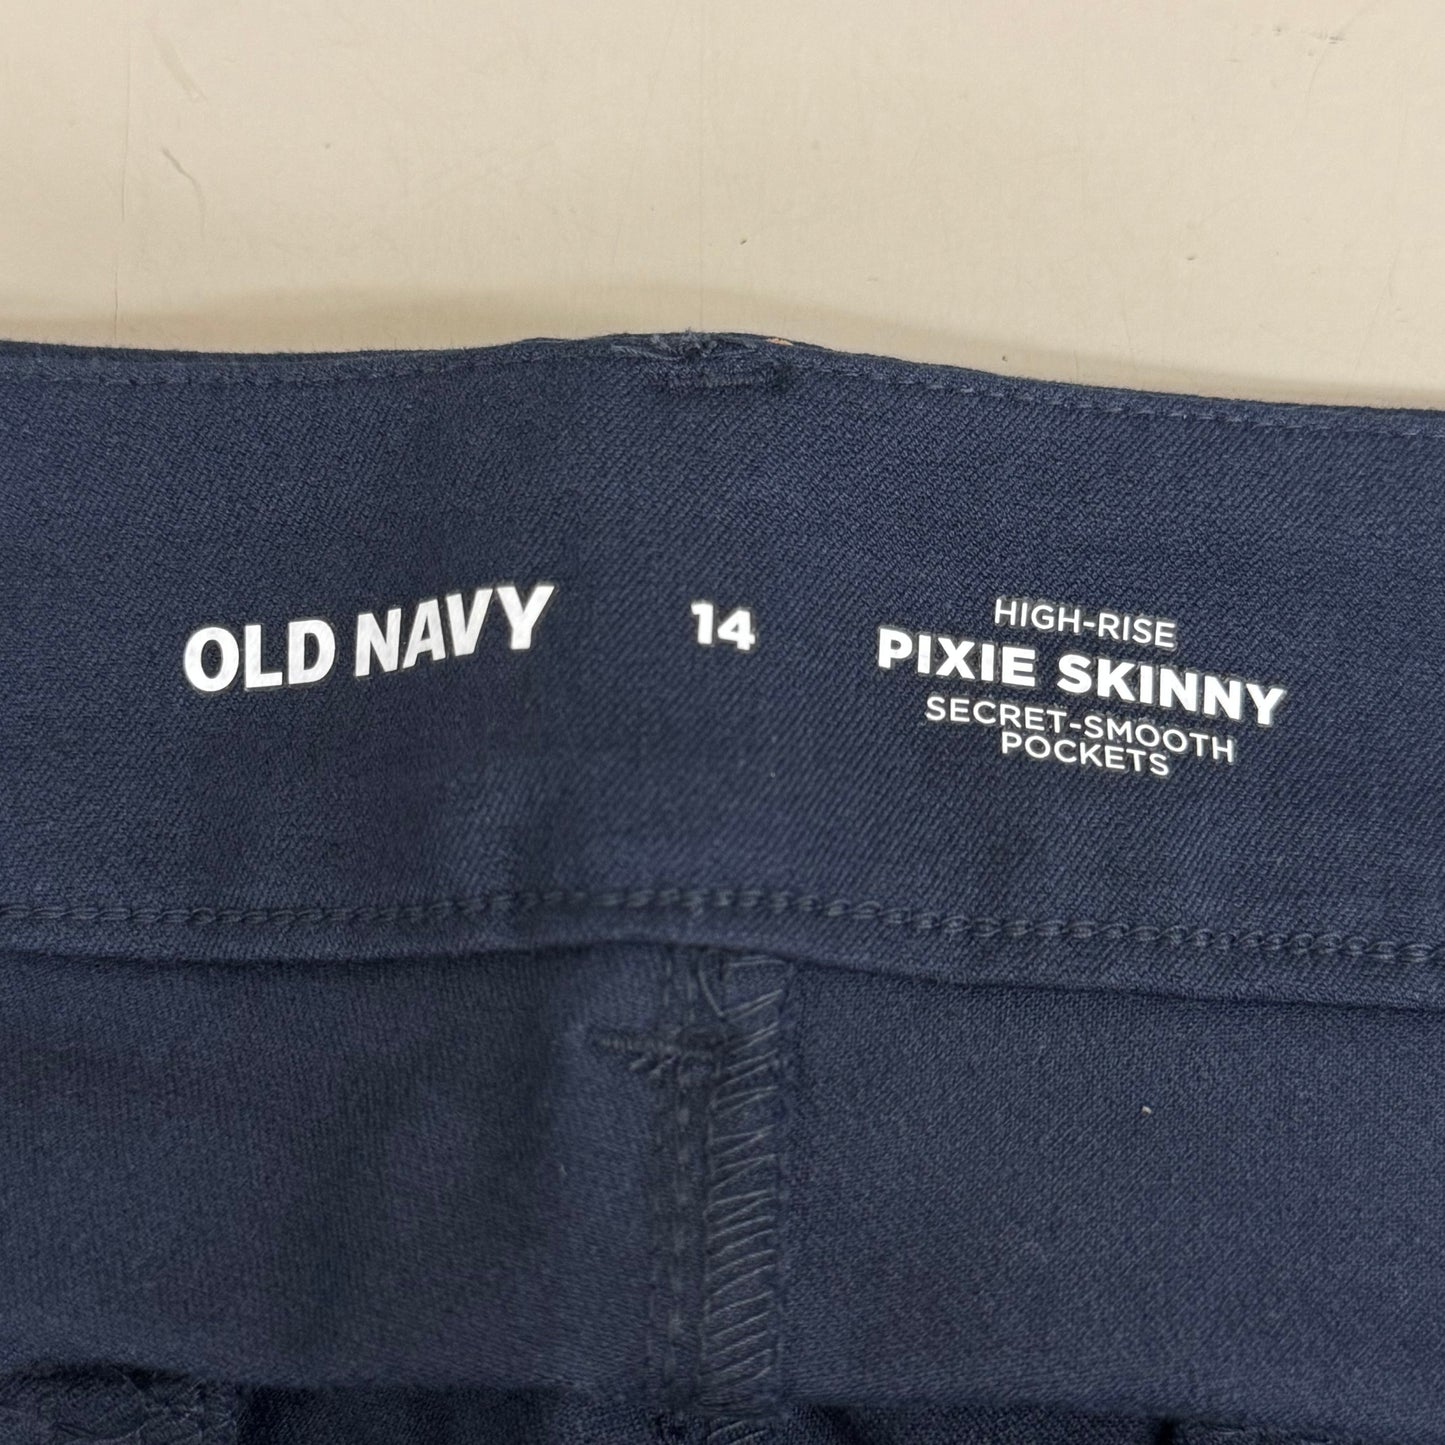 OLD NAVY
14
HIGH-RISE
PIXIE SKINNY
SECRET-SMOOTH
POCKETS